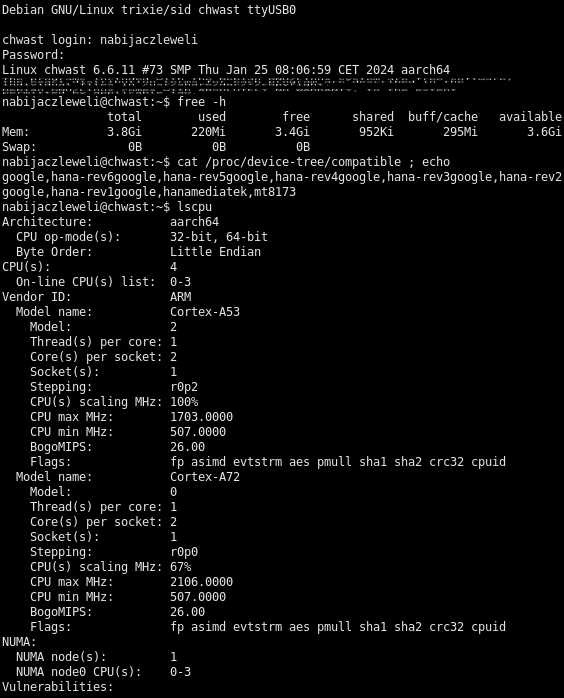 Debian GNU/Linux trixie/sid chwast ttyUSB0
chwast login: nabijaczleweli
Password:
Linux chwast 6.6.11 #73 SMP Thu Jan 25 08:06:59 CET 2024 aarch64
nabijaczleweli@chwast:~$ free -h
               total        used        free      shared  buff/cache   available
Mem:           3.8Gi       220Mi       3.4Gi       952Ki       295Mi       3.6Gi
Swap:             0B          0B          0B
nabijaczleweli@chwast:~$ cat /proc/device-tree/compatible ; echo
google,hana-rev6google,hana-rev5google,hana-rev4google,hana-rev3google,hana-rev2
google,hana-rev1google,hanamediatek,mt8173
nabijaczleweli@chwast:~$ lscpu
Architecture:           aarch64
  CPU op-mode(s):       32-bit, 64-bit
  Byte Order:           Little Endian
CPU(s):                 4
  On-line CPU(s) list:  0-3
Vendor ID:              ARM
  Model name:           Cortex-A53
    Model:              2
    Thread(s) per core: 1
    Core(s) per socket: 2
    Socket(s):          1
    Stepping:           r0p2
    CPU(s) scaling MHz: 100%
    CPU max MHz:        1703.0000
    CPU min MHz:        507.0000
    BogoMIPS:           26.00
    Flags:              fp asimd evtstrm aes pmull sha1 sha2 crc32 cpuid
  Model name:           Cortex-A72
    Model:              0
    Thread(s) per core: 1
    Core(s) per socket: 2
    Socket(s):          1
    Stepping:           r0p0
    CPU(s) scaling MHz: 67%
    CPU max MHz:        2106.0000
    CPU min MHz:        507.0000
    BogoMIPS:           26.00
    Flags:              fp asimd evtstrm aes pmull sha1 sha2 crc32 cpuid
NUMA:
  NUMA node(s):         1
  NUMA node0 CPU(s):    0-3
Vulnerabilities: